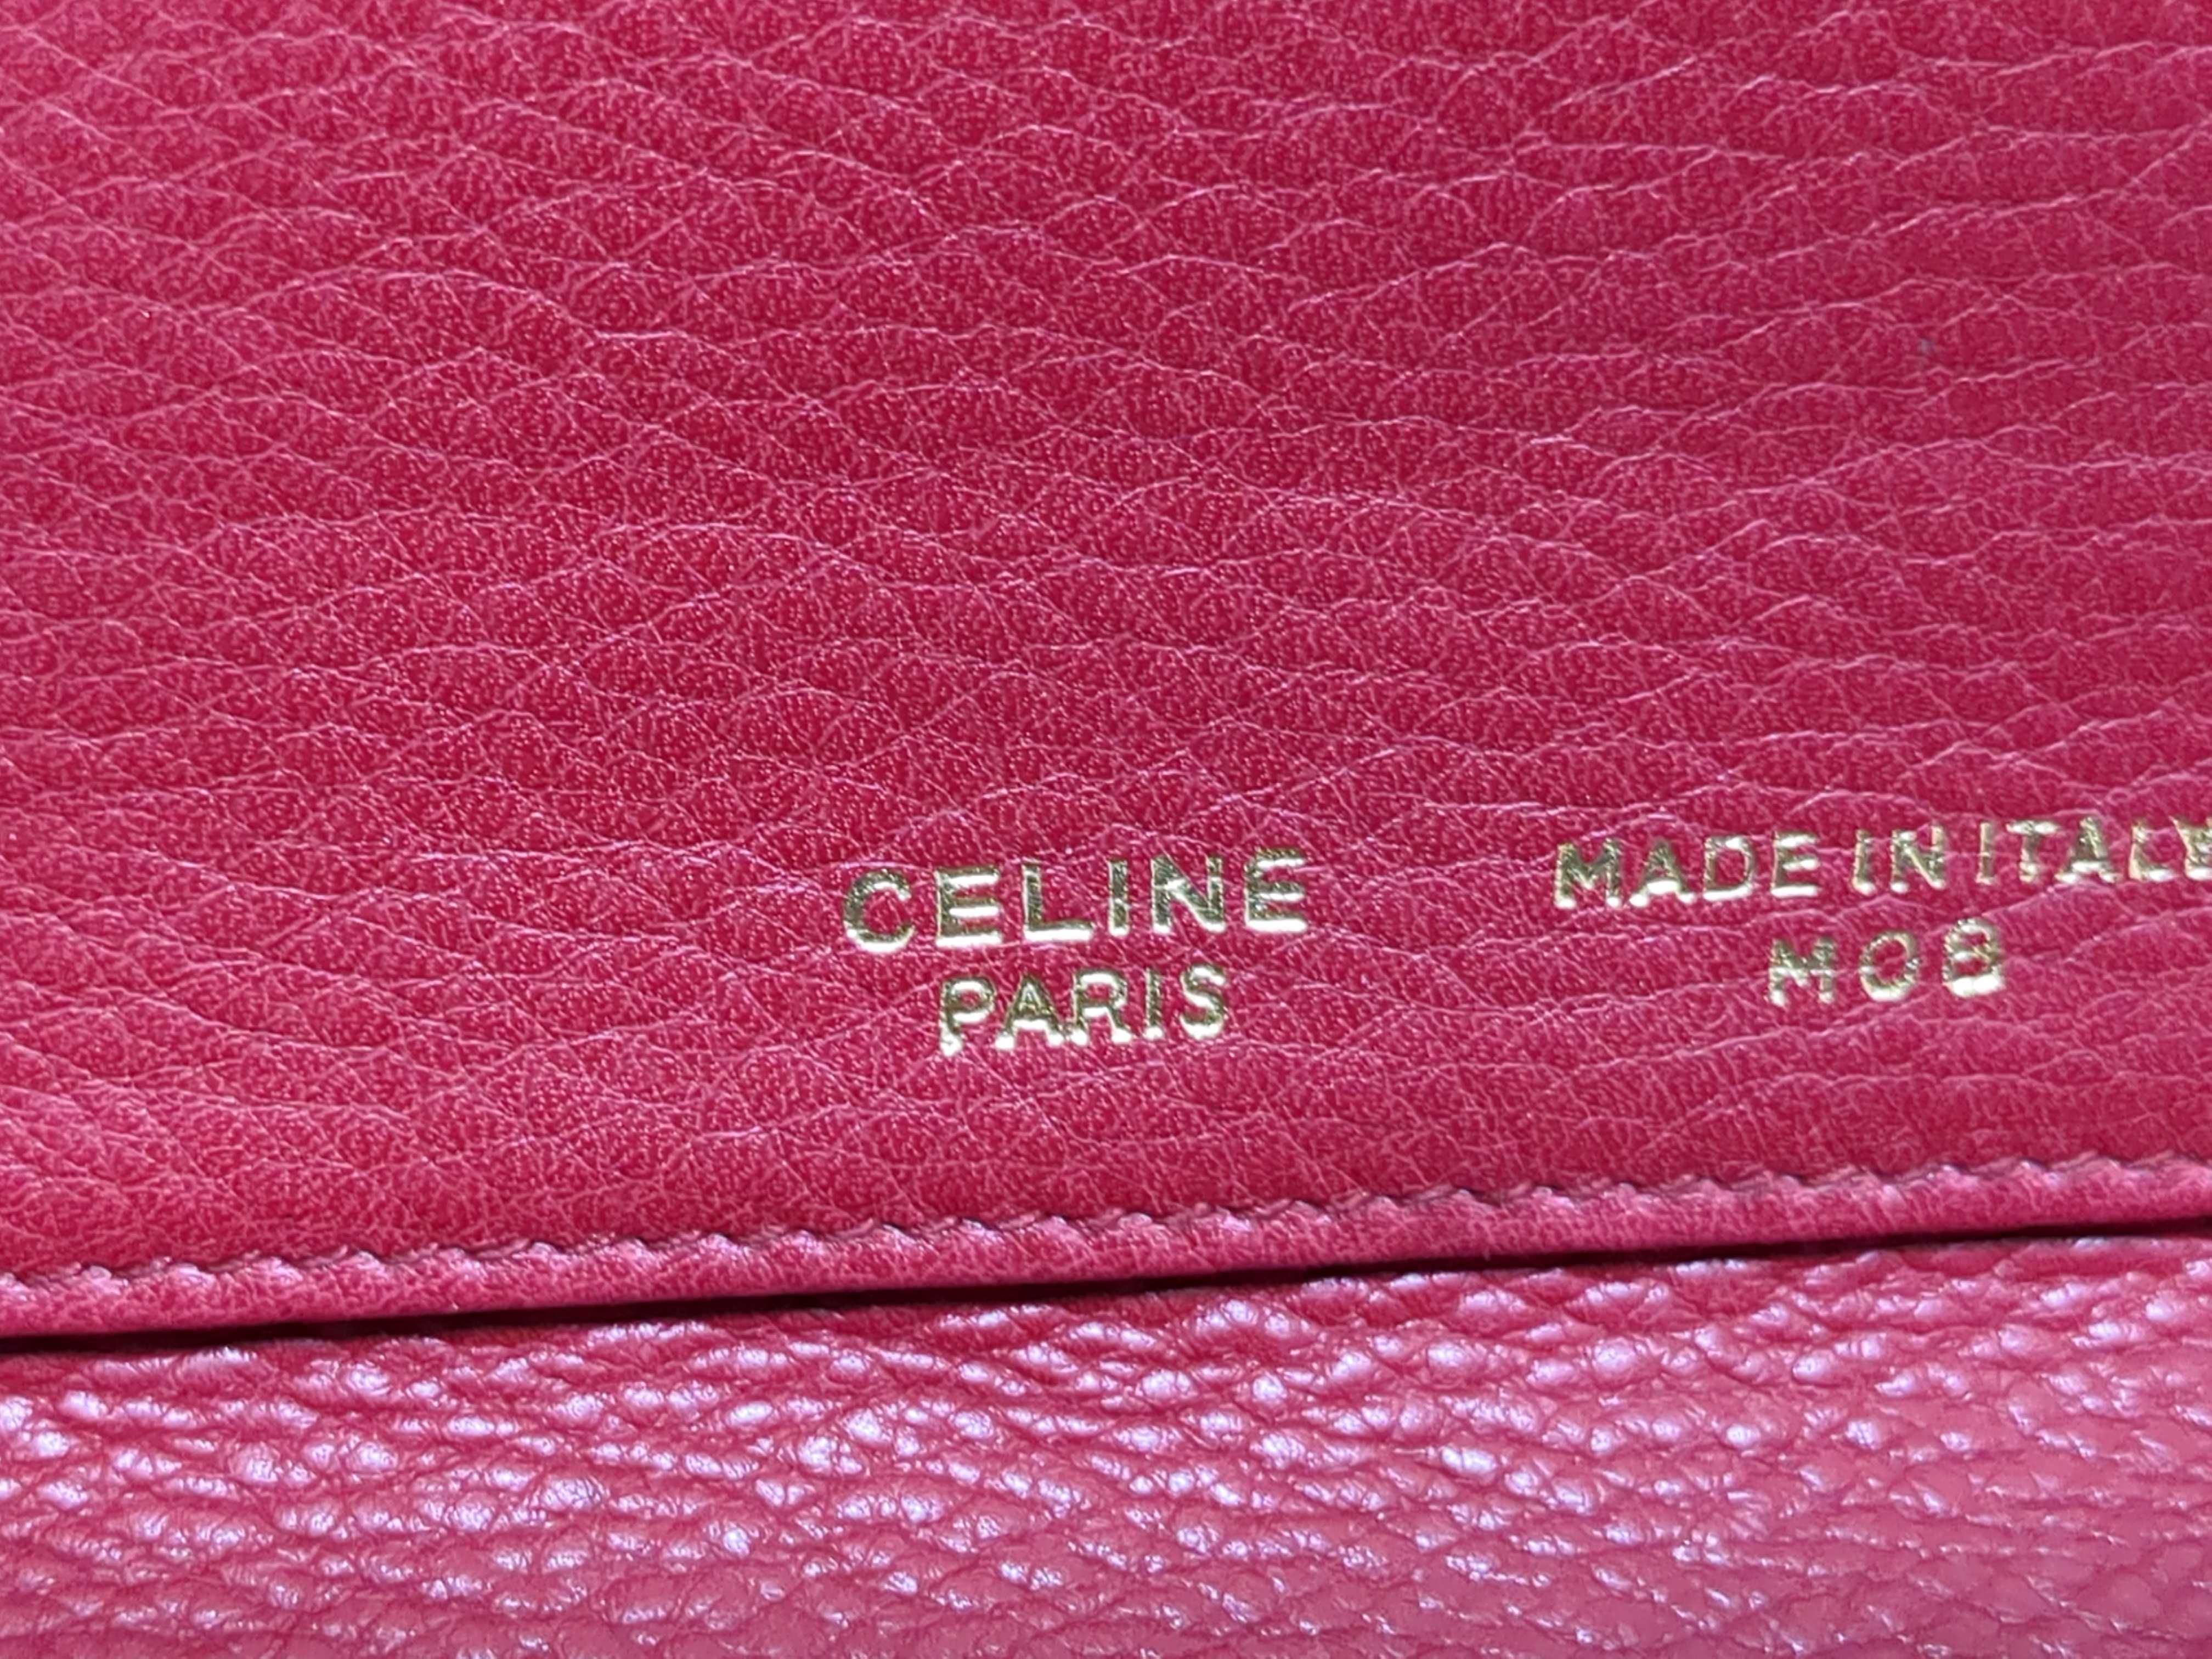 CELINE
PARIS
MADE IN ITALY
M08